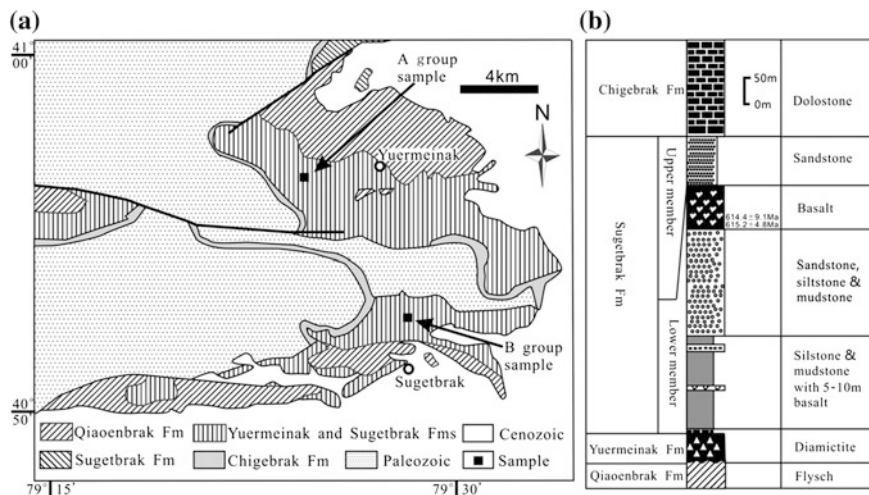 (a)
41°
00′
A group
sample
4km
N
Yuermeinak
B group
sample
Sugetbrak
40°
50′
Qiaoenbrak Fm
Yuermeinak and Sugetbrak Fms
Cenozoic
Sugetbrak Fm
Chigebrak Fm
Paleozoic
Sample
79° 15′
79° 30′
(b)
Chigebrak Fm
50m
0m
Dolostone
Sugetbrak Fm
Upper member
Lower member
Sandstone
Basalt
614.4±9.1Ma
615.2±4.8Ma
Sandstone,
siltstone &
mudstone
Silstone &
mudstone
with 5-10m
basalt
Yuermeinak Fm
Diamictite
Qiaoenbrak Fm
Flysch